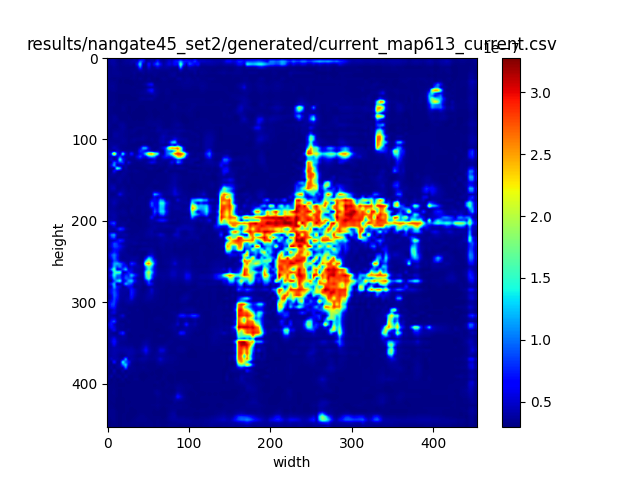 results/nangate45_set2/generated/current_map613_current.csv
1e−7
0
100
200
300
400
height
0 100 200 300 400
width
3.0
2.5
2.0
1.5
1.0
0.5